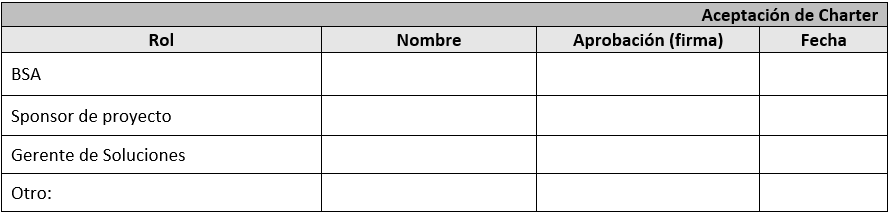 Aceptación de Charter
Rol Nombre Aprobación (firma) Fecha
BSA
Sponsor de proyecto
Gerente de Soluciones
Otro: